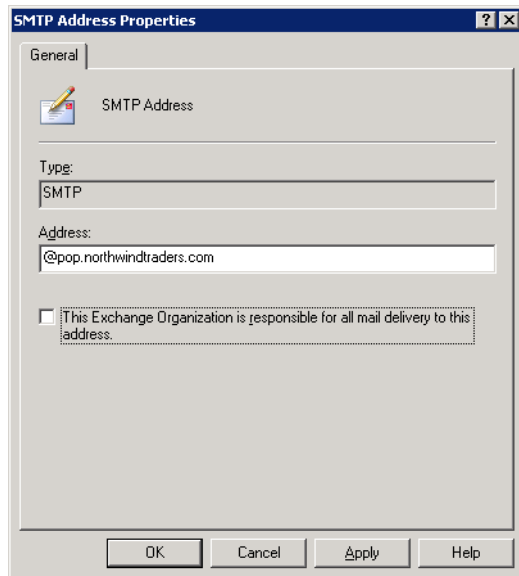 SMTP Address Properties
?
General
SMTP Address
Type:
SMTP
Address:
@pop.northwindtraders.com
This Exchange Organization is responsible for all mail delivery to this
address.
OK Cancel Apply Help